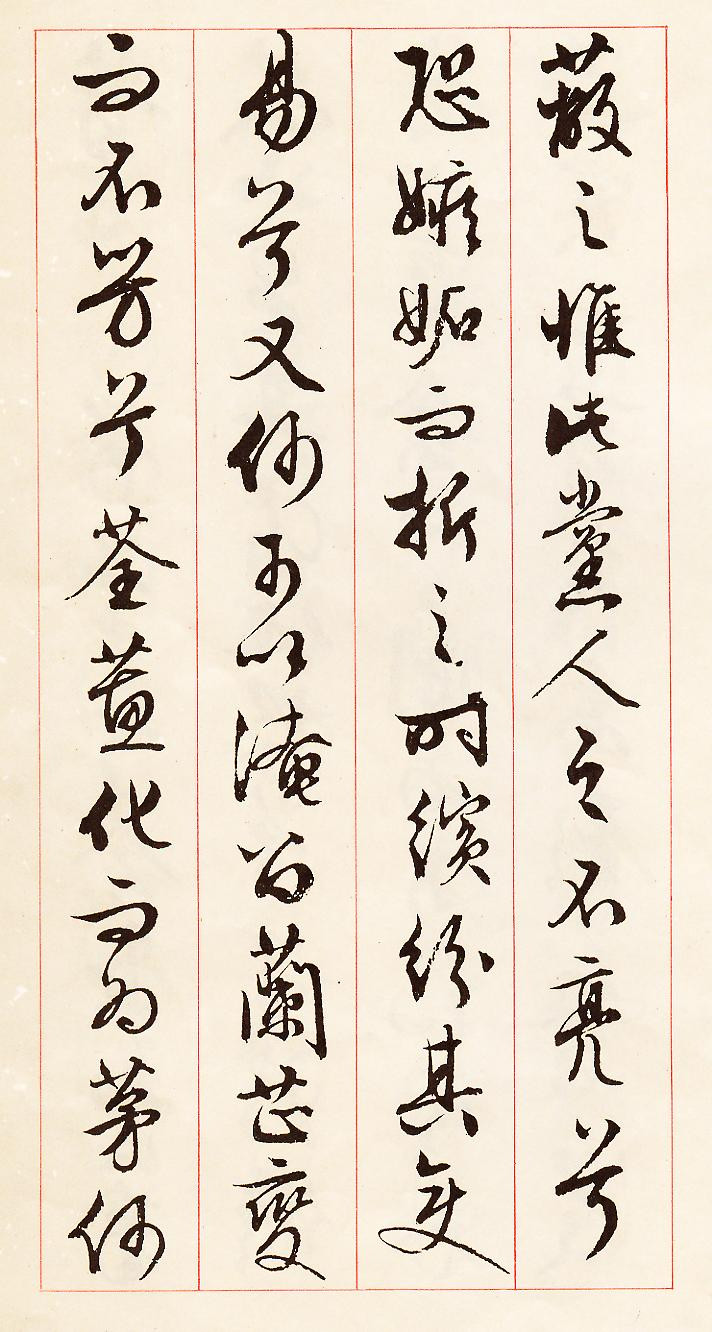 薆之惟此黨人之不亮兮
恐嫉妬而折之时繽紛其變
易兮又何可以淹留蘭芷變
而不芳兮荃蕙化而為茅何